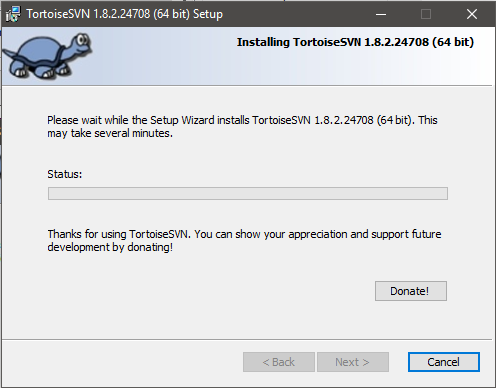 TortoiseSVN 1.8.2.24708 (64 bit) Setup
Installing TortoiseSVN 1.8.2.24708 (64 bit)
Please wait while the Setup Wizard installs TortoiseSVN 1.8.2.24708 (64 bit). This
may take several minutes.
Status:
Thanks for using TortoiseSVN. You can show your appreciation and support future
development by donating!
Donate!
< Back Next > Cancel